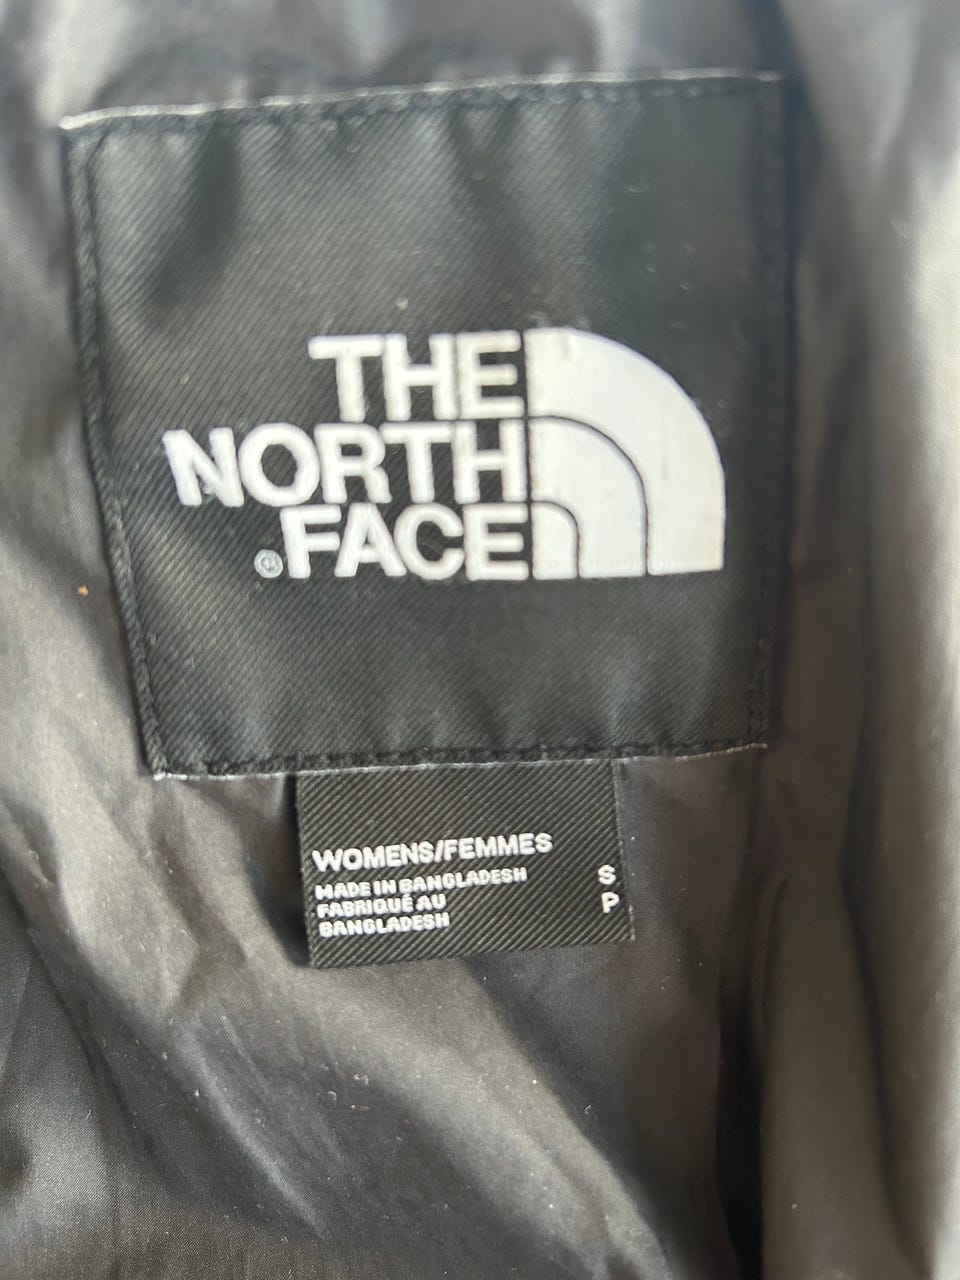 THE
NORTH
®FACE
WOMENS/FEMMES
MADE IN BANGLADESH
FABRIQUÉ AU
BANGLADESH
S
P